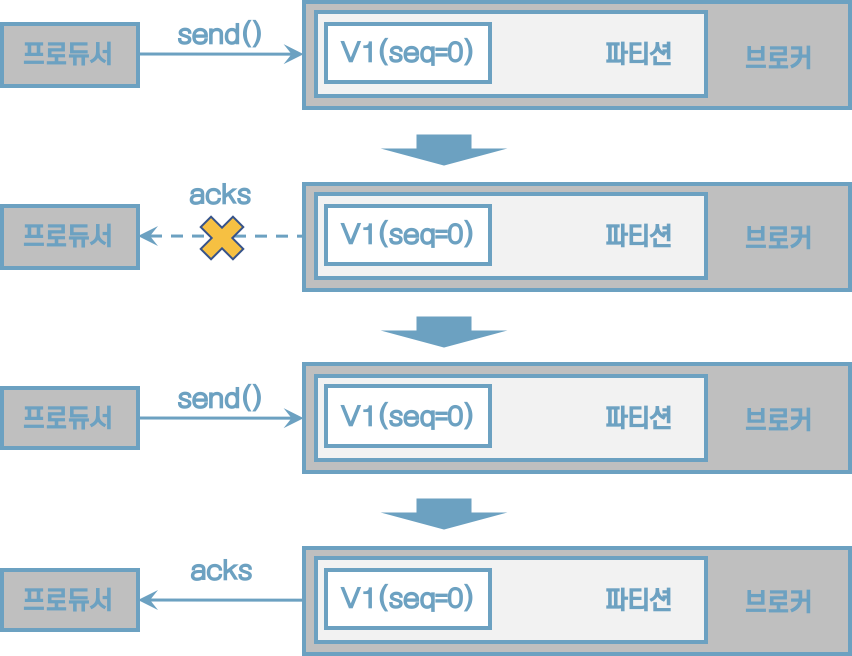 send()
프로듀서
V1(seq=0)
파티션
브로커
acks
프로듀서
V1(seq=0)
파티션
브로커
send()
프로듀서
V1(seq=0)
파티션
브로커
acks
프로듀서
V1(seq=0)
파티션
브로커